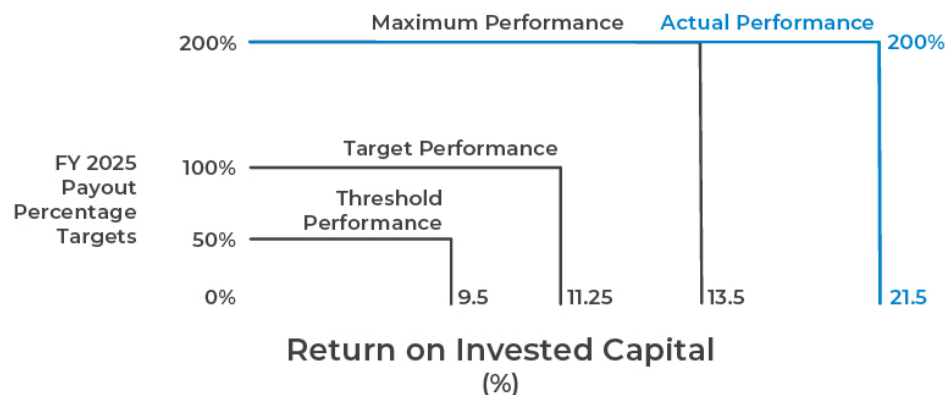 Maximum Performance
Actual Performance
200%
200%
FY 2025
Payout
Percentage
Targets
100%
Target Performance
Threshold
Performance
50%
0%
9.5
11.25
13.5
21.5
Return on Invested Capital
(%)